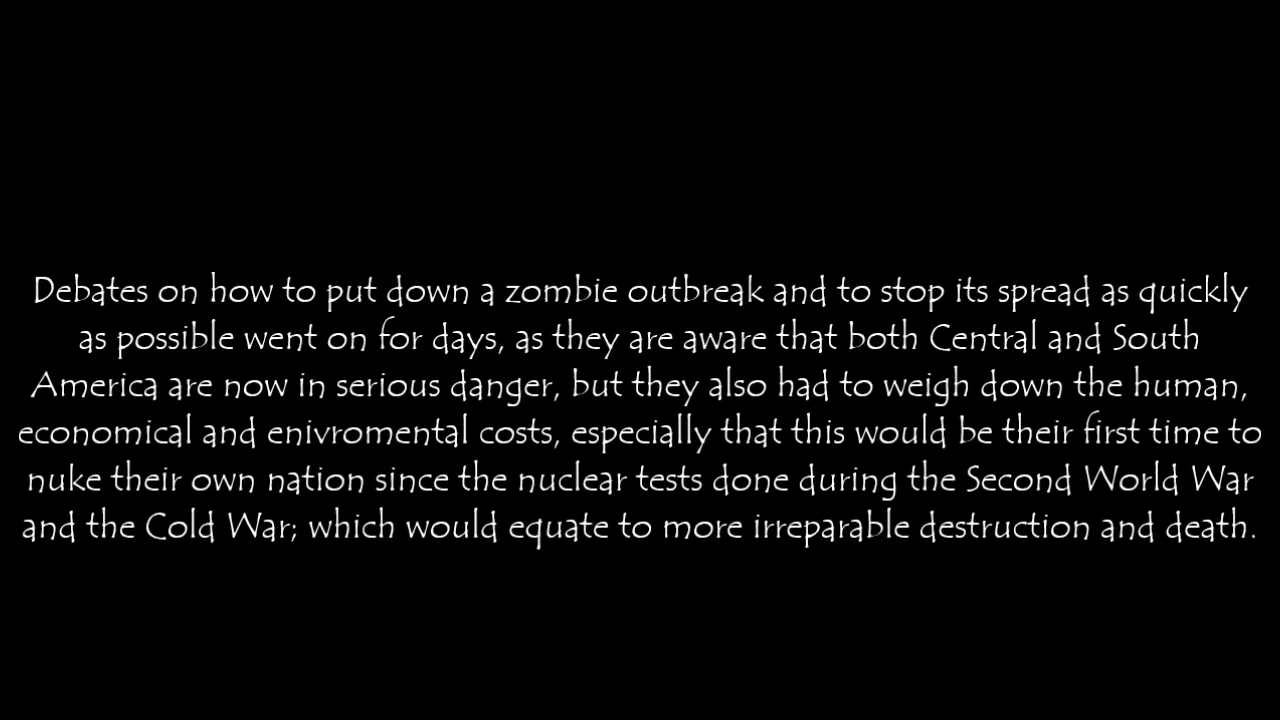 Debates on how to put down a zombie outbreak and to stop its spread as quickly
as possible went on for days, as they are aware that both Central and South
America are now in serious danger, but they also had to weigh down the human,
economical and enivromental costs, especially that this would be their first time to
nuke their own nation since the nuclear tests done during the Second World War
and the Cold War; which would equate to more irreparable destruction and death.